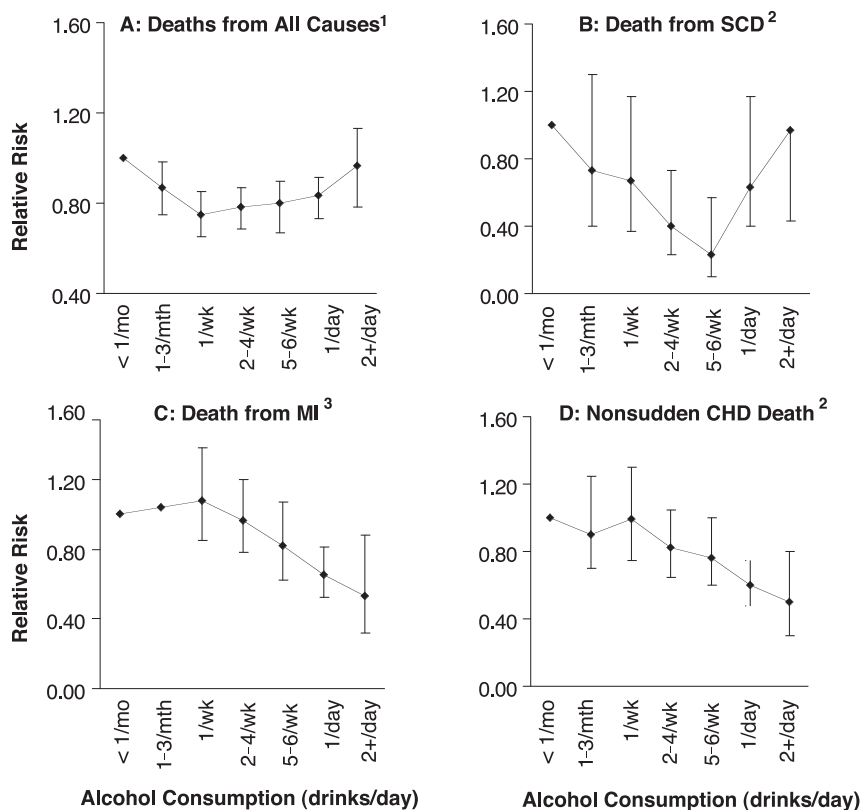 A: Deaths from All Causes¹
Relative Risk
1.60
1.20
0.80
0.40
< 1/mo
1–3/mth
1/wk
2–4/wk
5–6/wk
1/day
2+/day
B: Death from SCD²
1.60
1.20
0.80
0.40
0.00
< 1/mo
1–3/mth
1/wk
2–4/wk
5–6/wk
1/day
2+/day
C: Death from MI³
Relative Risk
1.60
1.20
0.80
0.40
0.00
< 1/mo
1–3/mth
1/wk
2–4/wk
5–6/wk
1/day
2+/day
Alcohol Consumption (drinks/day)
D: Nonsudden CHD Death²
1.60
1.20
0.80
0.40
0.00
< 1/mo
1–3/mth
1/wk
2–4/wk
5–6/wk
1/day
2+/day
Alcohol Consumption (drinks/day)